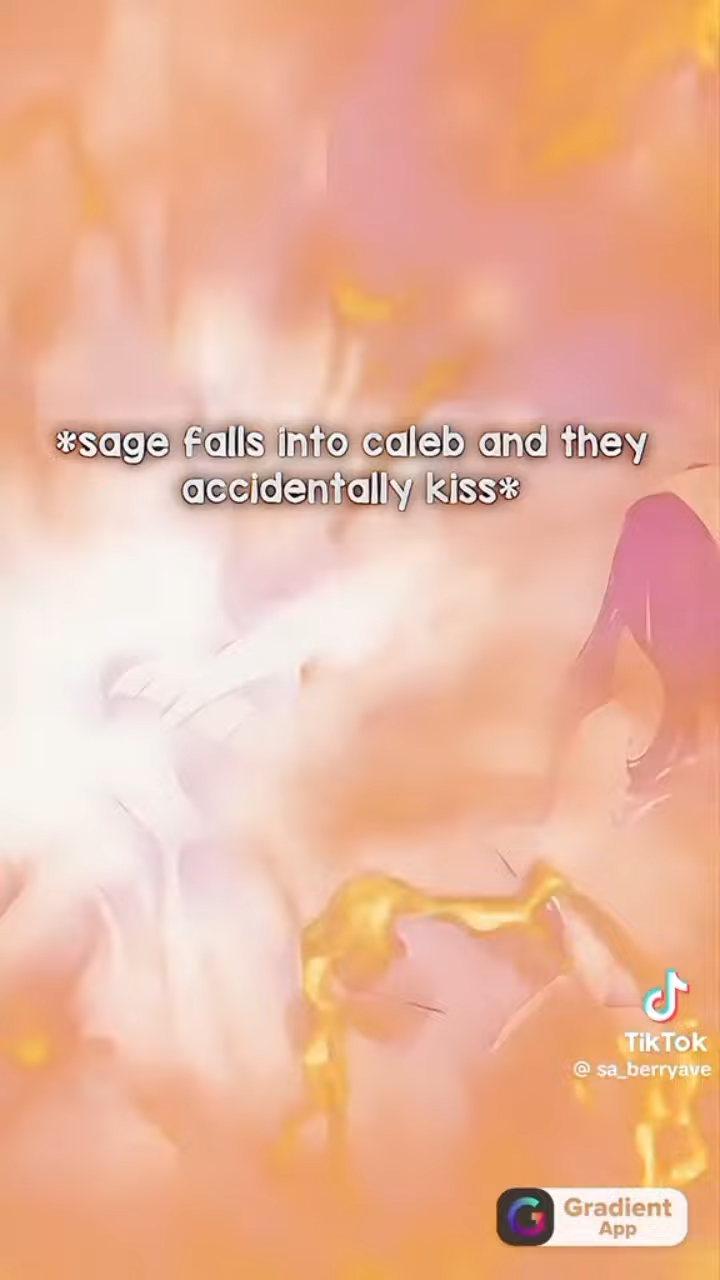 *sage falls into caleb and they
accidentally kiss*
TikTok
@ sa_berryave
Gradient
App